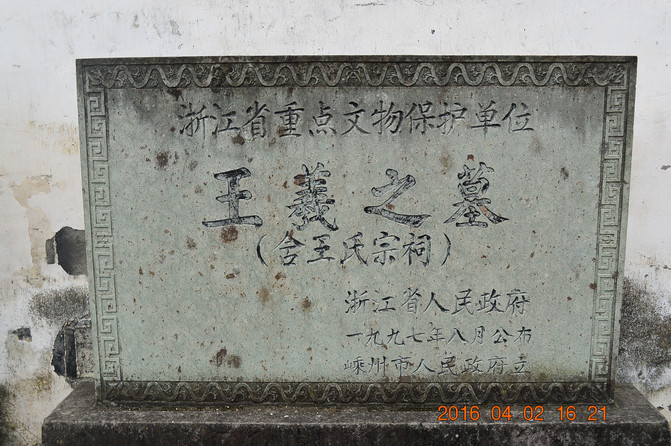 浙江省重点文物保护单位
王羲之墓
(含王氏宗祠)
浙江省人民政府
一九九七年八月公布
嵊州市人民政府立
2016 04 02 16 21